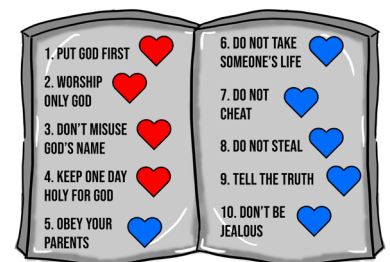 1. PUT GOD FIRST
2. WORSHIP
ONLY GOD
3. DON'T MISUSE
GOD'S NAME
4. KEEP ONE DAY
HOLY FOR GOD
5. OBEY YOUR
PARENTS
6. DO NOT TAKE
SOMEONE'S LIFE
7. DO NOT
CHEAT
8. DO NOT STEAL
9. TELL THE TRUTH
10. DON'T BE
JEALOUS